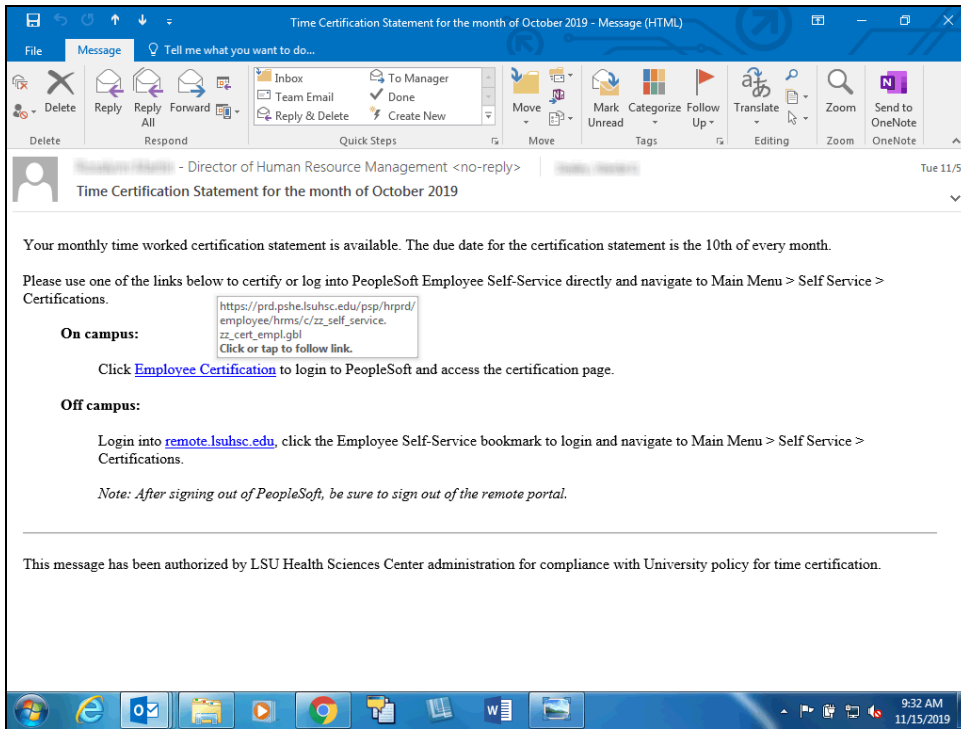 Time Certification Statement for the month of October 2019 - Message (HTML)
File Message Tell me what you want to do...
Delete
Reply
Reply All
Forward
Inbox
Team Email
Reply & Delete
To Manager
Done
Create New
Move
Mark Unread
Categorize
Follow Up
Translate
Zoom
Send to OneNote
Delete Respond Quick Steps Move Tags Editing Zoom OneNote
- Director of Human Resource Management <no-reply>
Tue 11/5
Time Certification Statement for the month of October 2019
Your monthly time worked certification statement is available. The due date for the certification statement is the 10th of every month.
Please use one of the links below to certify or log into PeopleSoft Employee Self-Service directly and navigate to Main Menu > Self Service >
Certifications.
https://prd.pshe.lsuhsc.edu/psp/hrprd/
employee/hrms/c/zz_self_service.
zz_cert_empl.gbl
Click or tap to follow link.
On campus:
Click Employee Certification to login to PeopleSoft and access the certification page.
Off campus:
Login into remote.lsuhsc.edu, click the Employee Self-Service bookmark to login and navigate to Main Menu > Self Service >
Certifications.
Note: After signing out of PeopleSoft, be sure to sign out of the remote portal.
This message has been authorized by LSU Health Sciences Center administration for compliance with University policy for time certification.
9:32 AM
11/15/2019